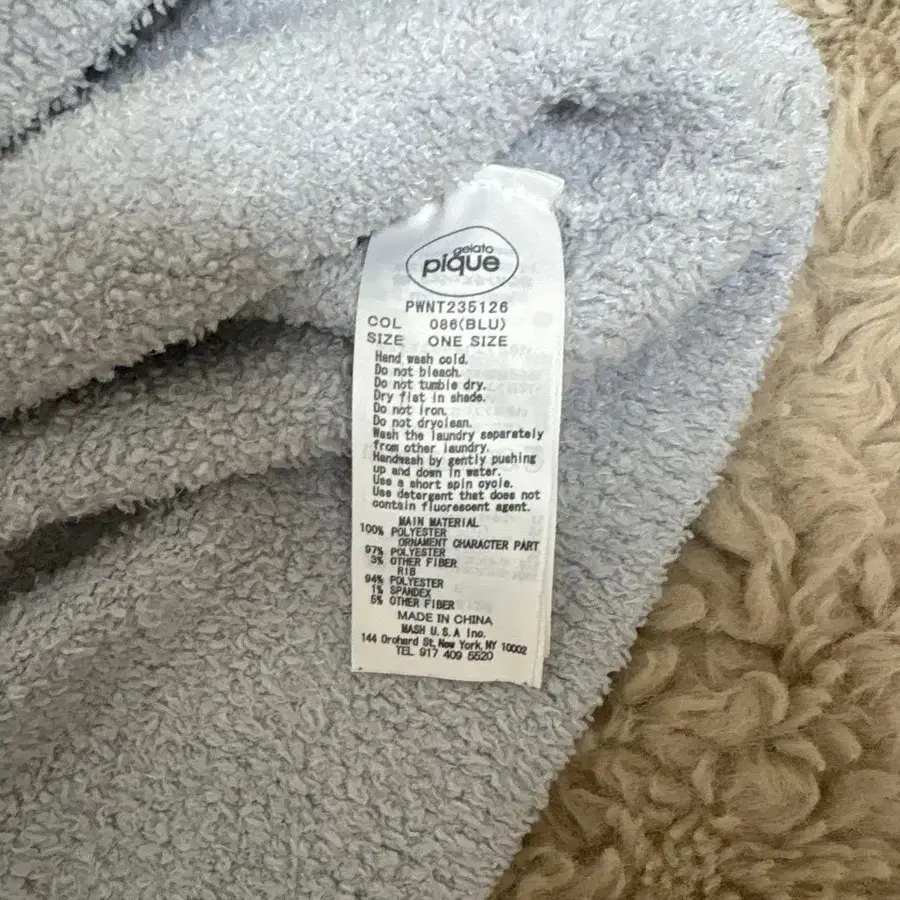 gelato
pique
PWNT235126
COL 086(BLU)
SIZE ONE SIZE
Hand wash cold.
Do not bleach.
Do not tumble dry.
Dry flat in shade.
Do not iron.
Do not dryclean.
Wash the laundry separately
from other laundry.
Handwash by gently pushing
up and down in water.
Use a short spin cycle.
Use detergent that does not
contain fluorescent agent.
MAIN MATERIAL
100% POLYESTER
ORNAMENT CHARACTER PART
97% POLYESTER
3% OTHER FIBER
RIB
94% POLYESTER
1% SPANDEX
5% OTHER FIBER
MADE IN CHINA
MASH U.S.A Inc.
144 Orchard St, New York, NY 10002
TEL 917 409 5520